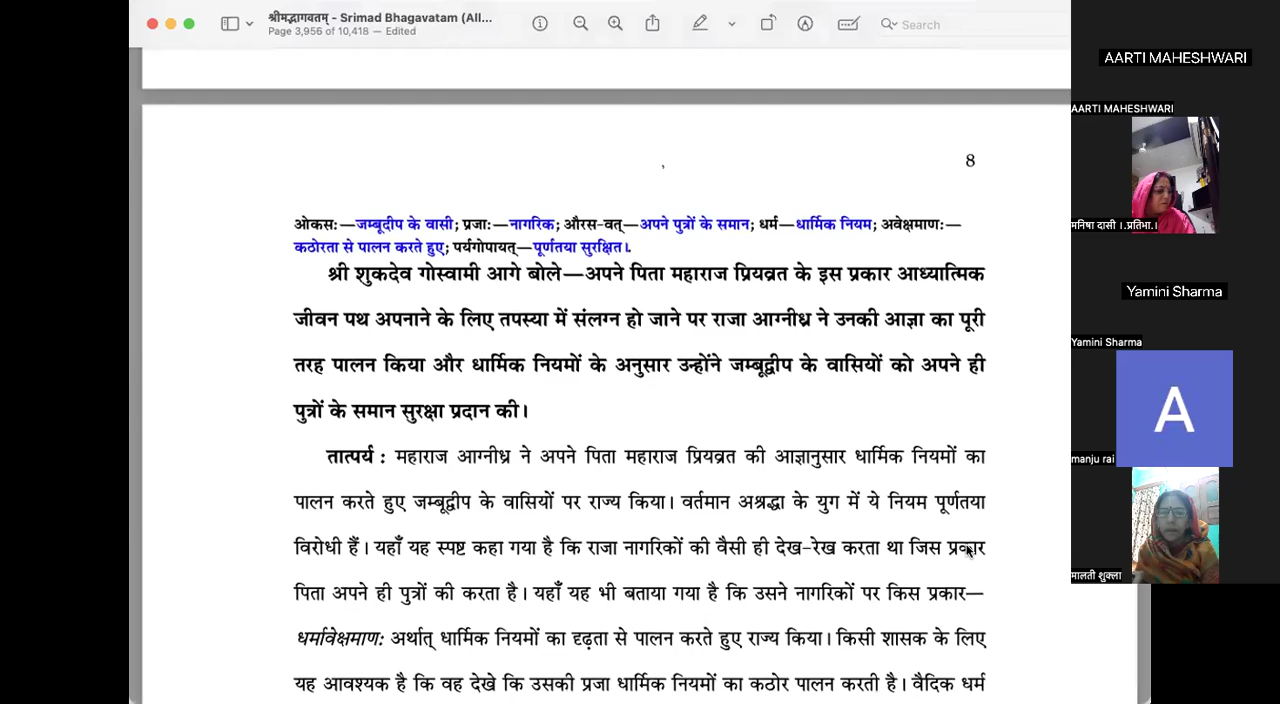 श्रीमद्भागवतम् - Srimad Bhagavatam (All...
Page 3,956 of 10,418 — Edited
Search
8
ओकसः—जम्बूदीप के वासी; प्रजाः—नागरिक; औरस-वत्—अपने पुत्रों के समान; धर्म—धार्मिक नियम; अवेक्षमाणः—
कठोरता से पालन करते हुए; पर्यगोपायत्—पूर्णतया सुरक्षित।
श्री शुकदेव गोस्वामी आगे बोले—अपने पिता महाराज प्रियव्रत के इस प्रकार आध्यात्मिक
जीवन पथ अपनाने के लिए तपस्या में संलग्न हो जाने पर राजा आग्नीध्र ने उनकी आज्ञा का पूरी
तरह पालन किया और धार्मिक नियमों के अनुसार उन्होंने जम्बूद्वीप के वासियों को अपने ही
पुत्रों के समान सुरक्षा प्रदान की।
तात्पर्य : महाराज आग्नीध्र ने अपने पिता महाराज प्रियव्रत की आज्ञानुसार धार्मिक नियमों का
पालन करते हुए जम्बूद्वीप के वासियों पर राज्य किया। वर्तमान अश्रद्धा के युग में ये नियम पूर्णतया
विरोधी हैं। यहाँ यह स्पष्ट कहा गया है कि राजा नागरिकों की वैसी ही देख-रेख करता था जिस प्रकार
पिता अपने ही पुत्रों की करता है। यहाँ यह भी बताया गया है कि उसने नागरिकों पर किस प्रकार—
धर्मावेक्षमाणः अर्थात् धार्मिक नियमों का दृढ़ता से पालन करते हुए राज्य किया। किसी शासक के लिए
यह आवश्यक है कि वह देखे कि उसकी प्रजा धार्मिक नियमों का कठोर पालन करती है। वैदिक धर्म
AARTI MAHESHWARI
AARTI MAHESHWARI
मनिषा दासी ।.प्रतिभा.।
Yamini Sharma
Yamini Sharma
A
manju rai
मालती शुक्ला